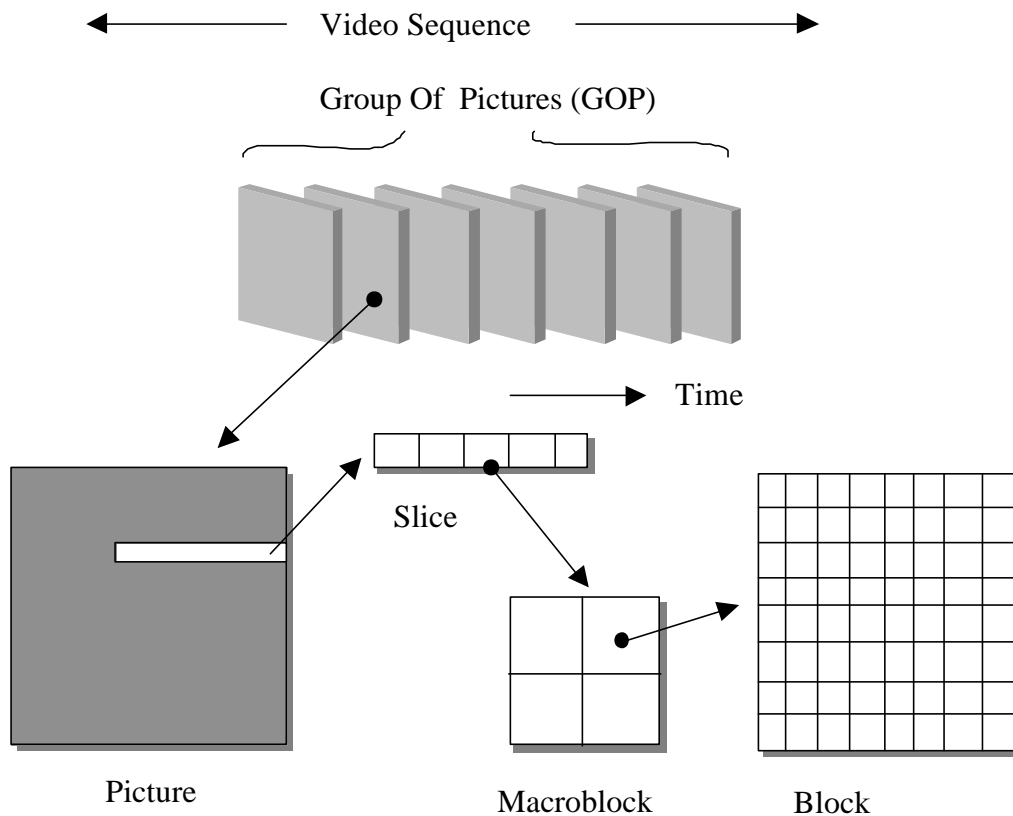 Video Sequence
Group Of Pictures (GOP)
Time
Slice
Picture
Macroblock
Block